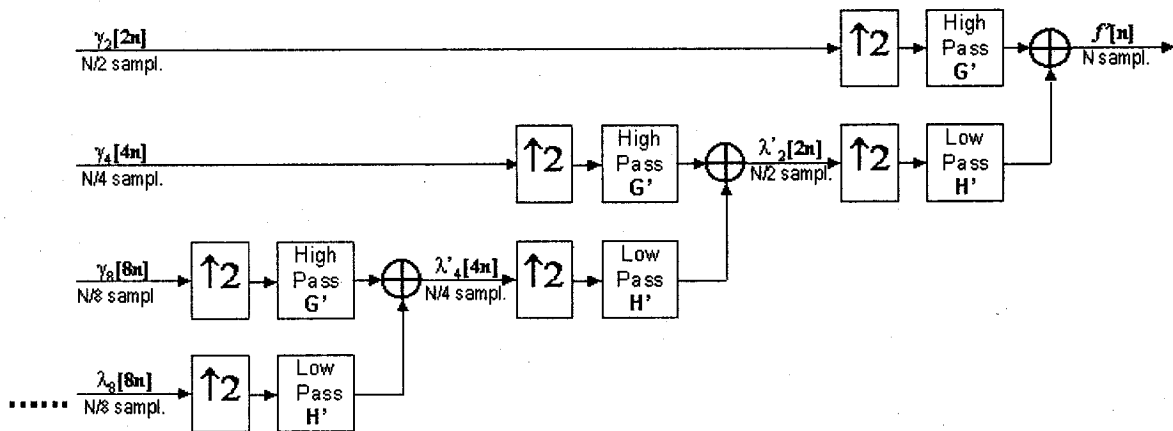 γ₂[2n]
N/2 sampl.
↑2
High
Pass
G'
f'[n]
N sampl.
γ₄[4n]
N/4 sampl.
↑2
High
Pass
G'
λ'₂[2n]
N/2 sampl.
↑2
Low
Pass
H'
γ₈[8n]
N/8 sampl
↑2
High
Pass
G'
λ'₄[4n]
N/4 sampl.
↑2
Low
Pass
H'
λ₈[8n]
N/8 sampl.
↑2
Low
Pass
H'